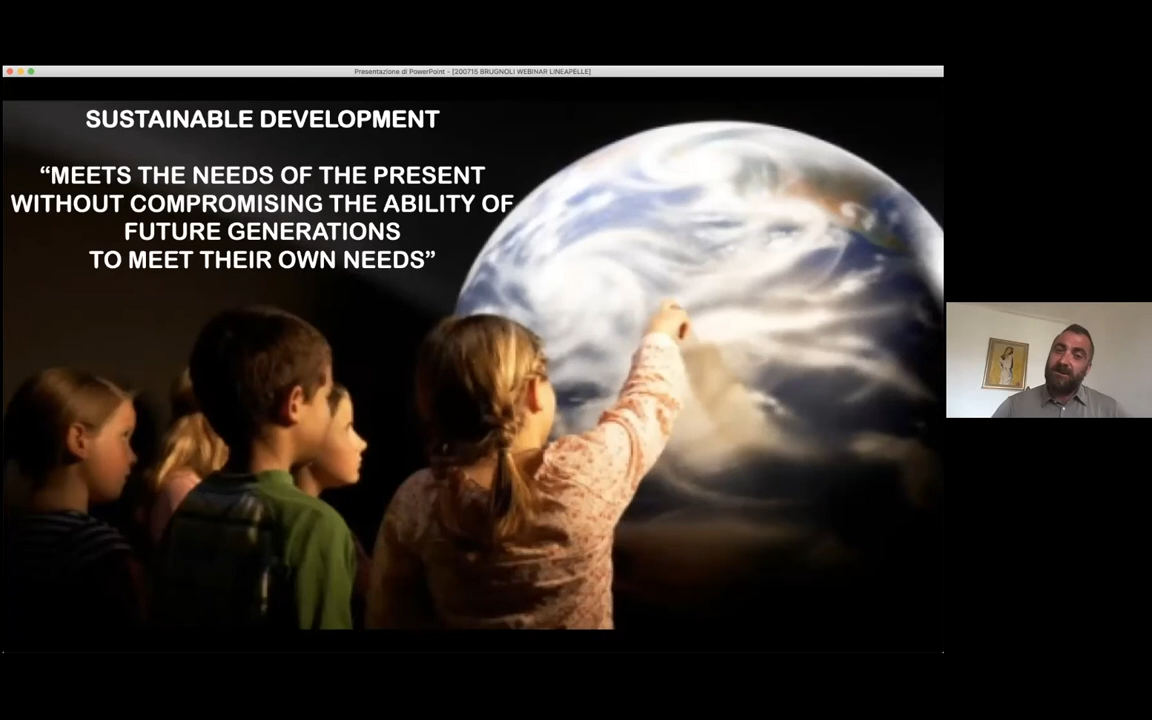 Presentazione di PowerPoint - [200715 BRUGNOLI WEBINAR LINEAPELLE]
SUSTAINABLE DEVELOPMENT
“MEETS THE NEEDS OF THE PRESENT
WITHOUT COMPROMISING THE ABILITY OF
FUTURE GENERATIONS
TO MEET THEIR OWN NEEDS”